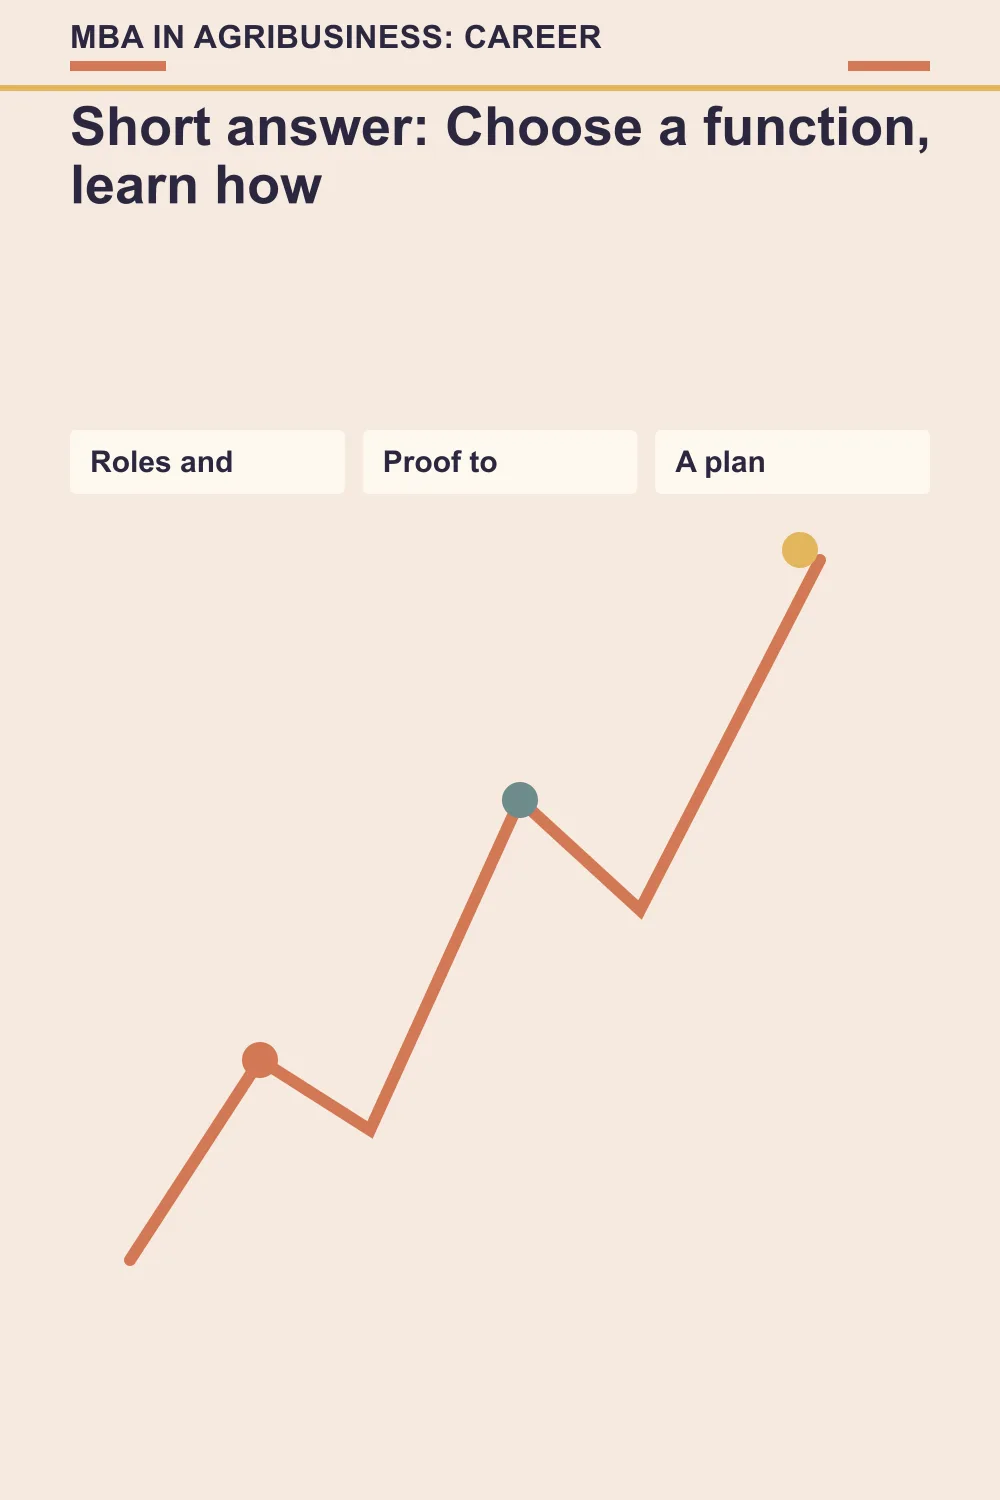 MBA IN AGRIBUSINESS: CAREER
Short answer: Choose a function,
learn how
Roles and
Proof to
A plan